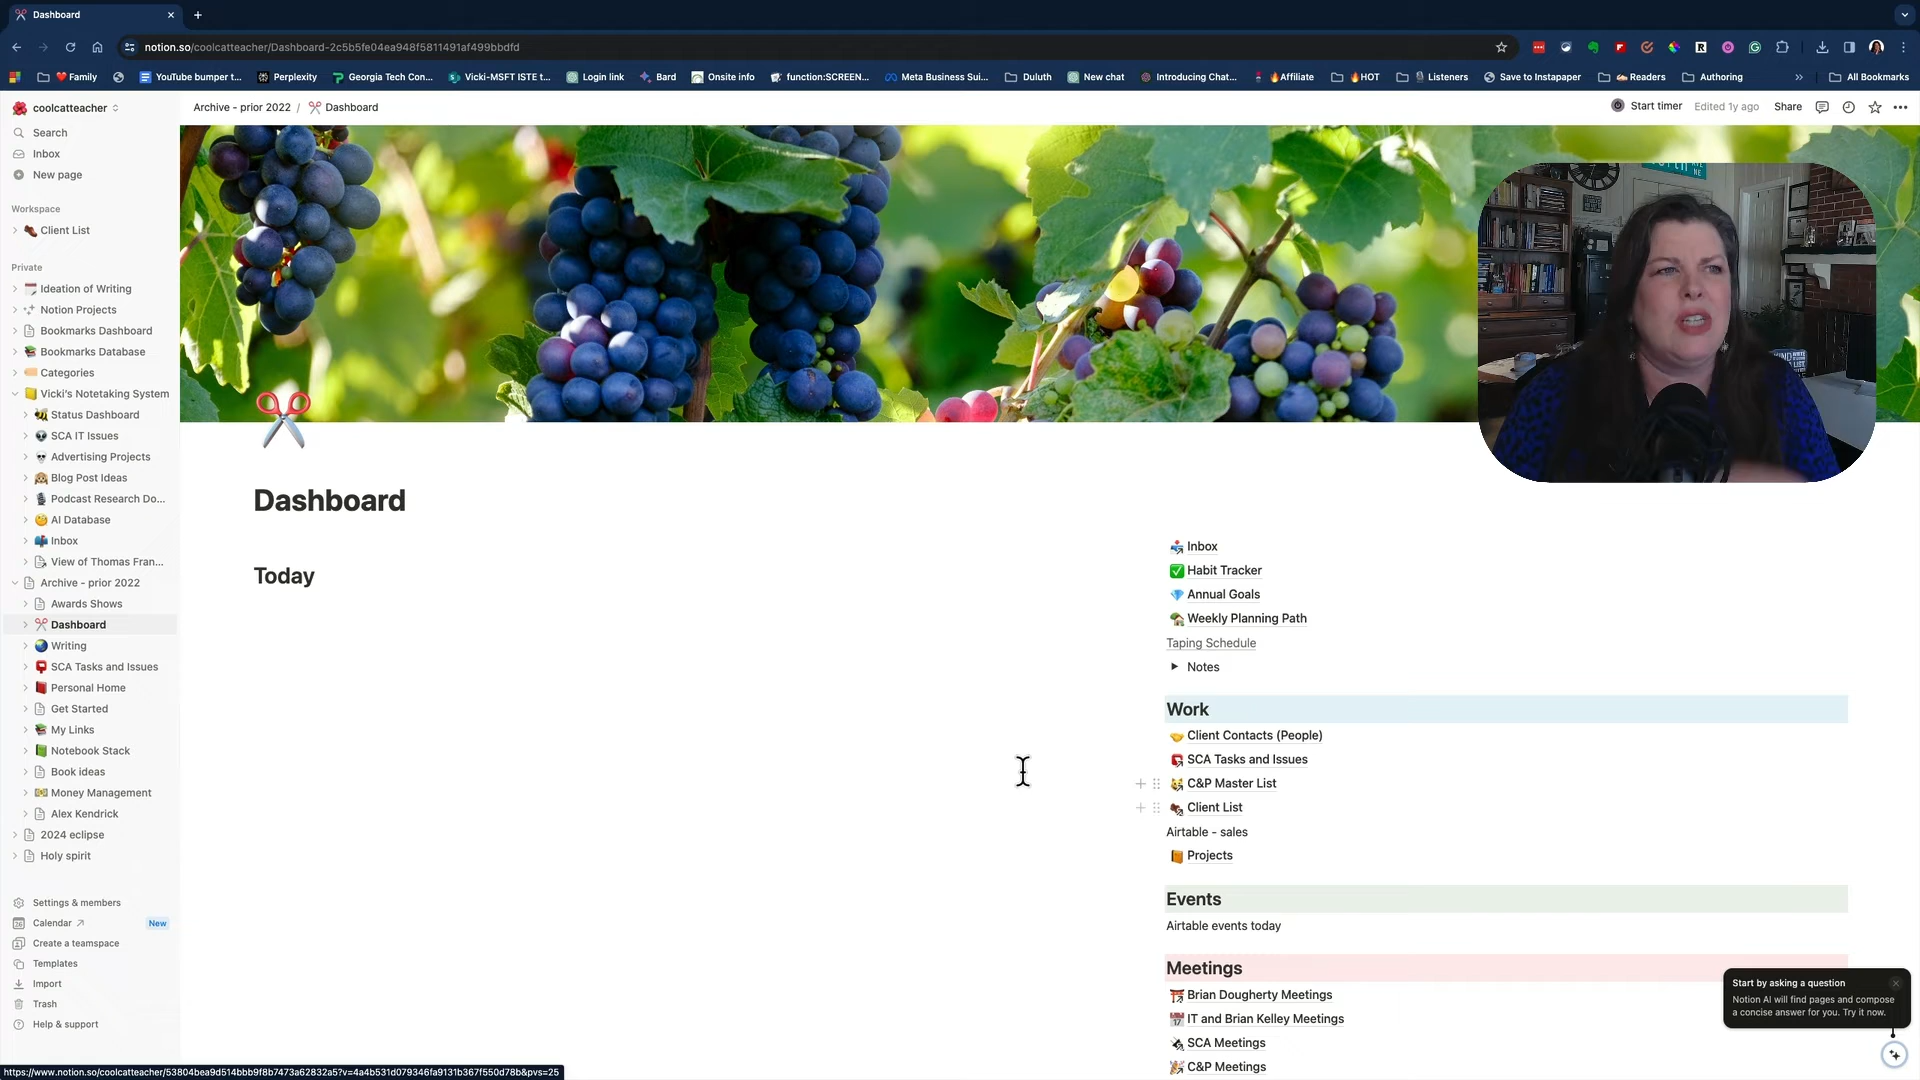 Dashboard
notion.so/coolcatteacher/Dashboard-2c5b5fe04ea948f5811491af499bbdfd
Family
YouTube bumper t...
Perplexity
Georgia Tech Con...
Vicki-MSFT ISTE t...
Login link
Bard
Onsite info
function:SCREEN...
Meta Business Sui...
Duluth
New chat
Introducing Chat...
Affiliate
HOT
Listeners
Save to Instapaper
Readers
Authoring
All Bookmarks
coolcatteacher
Search
Inbox
New page
Workspace
Client List
Private
Ideation of Writing
Notion Projects
Bookmarks Dashboard
Bookmarks Database
Categories
Vicki's Notetaking System
Status Dashboard
SCA IT Issues
Advertising Projects
Blog Post Ideas
Podcast Research Do...
AI Database
Inbox
View of Thomas Fran...
Archive - prior 2022
Awards Shows
Dashboard
Writing
SCA Tasks and Issues
Personal Home
Get Started
My Links
Notebook Stack
Book ideas
Money Management
Alex Kendrick
2024 eclipse
Holy spirit
Settings & members
Calendar ↗ New
Create a teamspace
Templates
Import
Trash
Help & support
Archive - prior 2022 / Dashboard
Start timer
Edited 1y ago
Share
NE
Dashboard
Today
Inbox
Habit Tracker
Annual Goals
Weekly Planning Path
Taping Schedule
Notes
Work
Client Contacts (People)
SCA Tasks and Issues
C&P Master List
Client List
Airtable - sales
Projects
Events
Airtable events today
Meetings
Brian Dougherty Meetings
IT and Brian Kelley Meetings
SCA Meetings
C&P Meetings
Start by asking a question
Notion AI will find pages and compose
a concise answer for you. Try it now.
https://www.notion.so/coolcatteacher/53804bea9d514bbb9f8b7473a62832a5?v=4a4b531d079346fa9131b367f550d78b&pvs=25